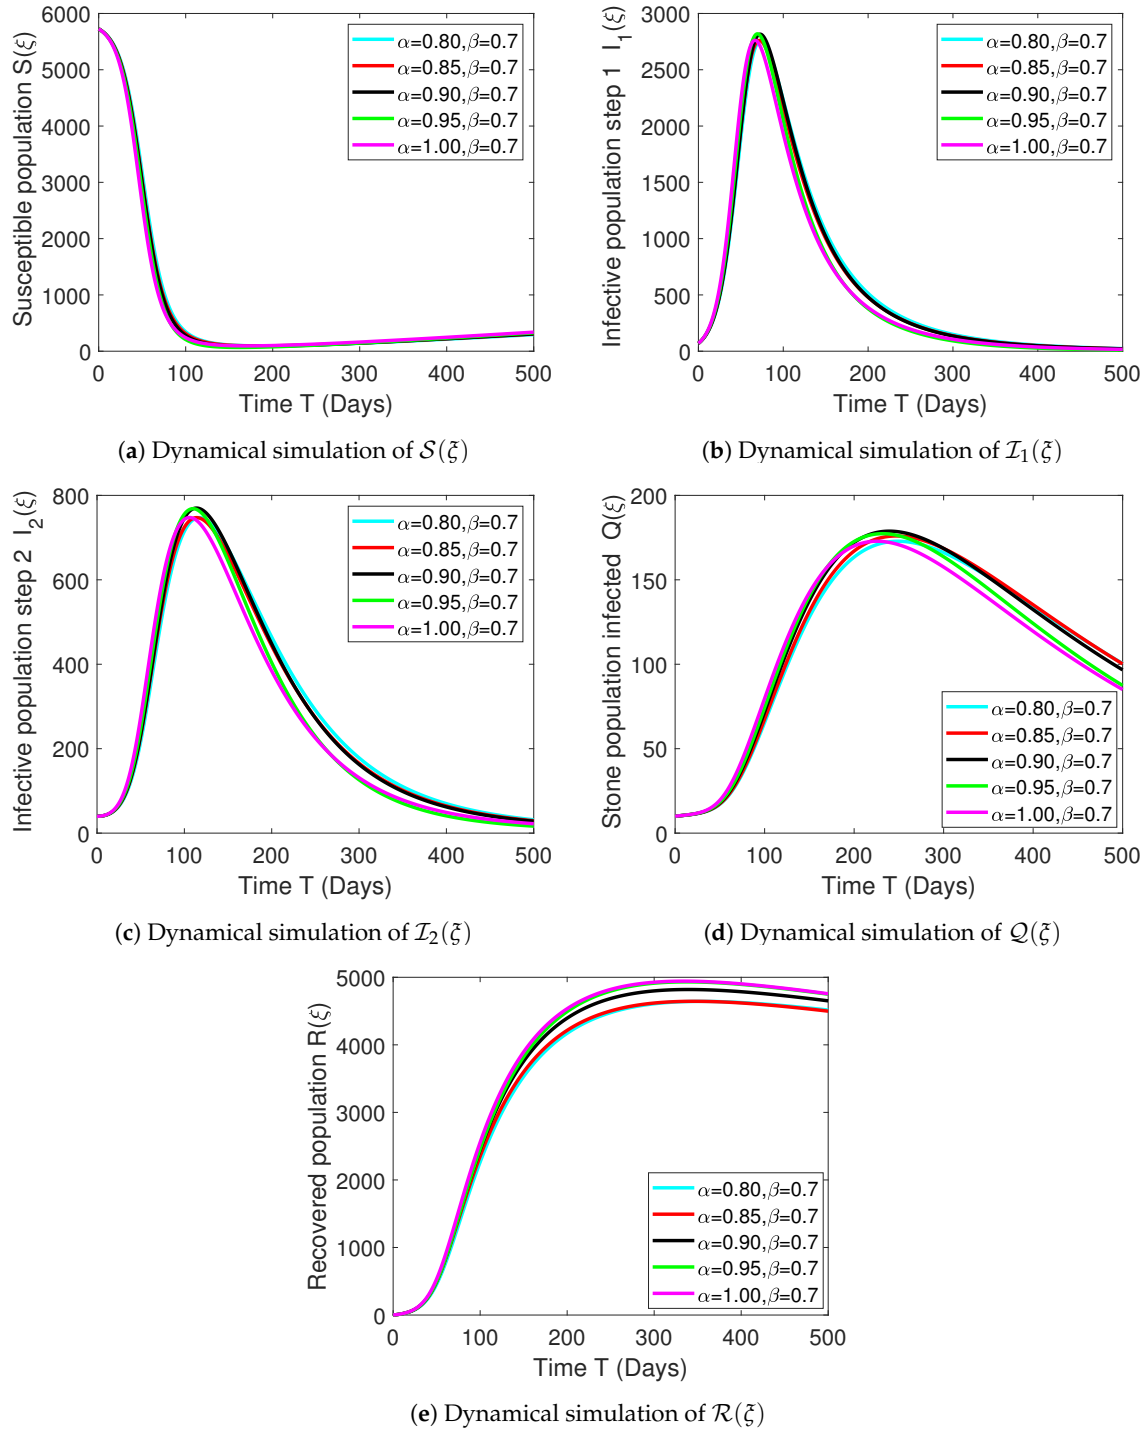 Susceptible population S(ξ)
6000
5000
4000
3000
2000
1000
0
0 100 200 300 400 500
Time T (Days)
α=0.80,β=0.7
α=0.85,β=0.7
α=0.90,β=0.7
α=0.95,β=0.7
α=1.00,β=0.7
(a) Dynamical simulation of S(ξ)
Infective population step 1 I₁(ξ)
3000
2500
2000
1500
1000
500
0
0 100 200 300 400 500
Time T (Days)
α=0.80,β=0.7
α=0.85,β=0.7
α=0.90,β=0.7
α=0.95,β=0.7
α=1.00,β=0.7
(b) Dynamical simulation of I₁(ξ)
Infective population step 2 I₂(ξ)
800
600
400
200
0
0 100 200 300 400 500
Time T (Days)
α=0.80,β=0.7
α=0.85,β=0.7
α=0.90,β=0.7
α=0.95,β=0.7
α=1.00,β=0.7
(c) Dynamical simulation of I₂(ξ)
Stone population infected Q(ξ)
200
150
100
50
0
0 100 200 300 400 500
Time T (Days)
α=0.80,β=0.7
α=0.85,β=0.7
α=0.90,β=0.7
α=0.95,β=0.7
α=1.00,β=0.7
(d) Dynamical simulation of Q(ξ)
Recovered population R(ξ)
5000
4000
3000
2000
1000
0
0 100 200 300 400 500
Time T (Days)
α=0.80,β=0.7
α=0.85,β=0.7
α=0.90,β=0.7
α=0.95,β=0.7
α=1.00,β=0.7
(e) Dynamical simulation of R(ξ)